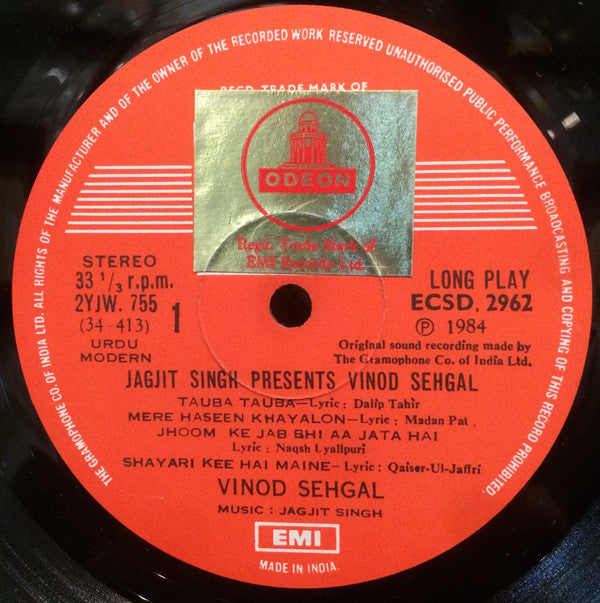 THE GRAMOPHONE CO. OF INDIA LTD. ALL RIGHTS OF THE MANUFACTURER AND OF THE OWNER OF THE RECORDED WORK RESERVED UNAUTHORISED PUBLIC PERFORMANCE BROADCASTING AND COPYING OF THIS RECORD PROHIBITED.
REGD. TRADE MARK OF
ODEON
Regd. Trade Mark of
EMI Records Ltd.
STEREO
33 1/3 r.p.m.
2YJW. 755
(34-413)
1
URDU
MODERN
LONG PLAY
ECSD. 2962
Ⓟ 1984
Original sound recording made by
The Gramophone Co. of India Ltd.
JAGJIT SINGH PRESENTS VINOD SEHGAL
TAUBA TAUBA—Lyric: Dalip Tahir
MERE HASEEN KHAYALON—Lyric: Madan Pal
JHOOM KE JAB BHI AA JATA HAI
Lyric: Naqsh Lyallpuri
SHAYARI KEE HAI MAINE—Lyric: Qaiser-Ul-Jaffri
VINOD SEHGAL
MUSIC: JAGJIT SINGH
EMI
MADE IN INDIA.